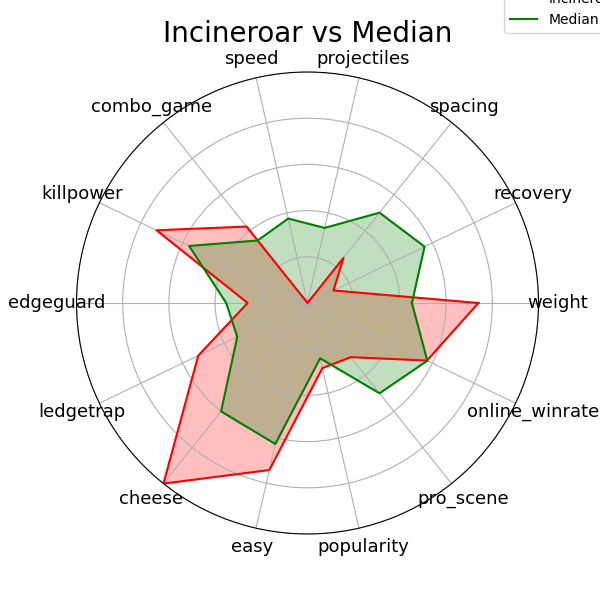 Incineroar vs Median
Median
speed
projectiles
combo_game
spacing
killpower
recovery
edgeguard
weight
ledgetrap
online_winrate
cheese
pro_scene
easy
popularity